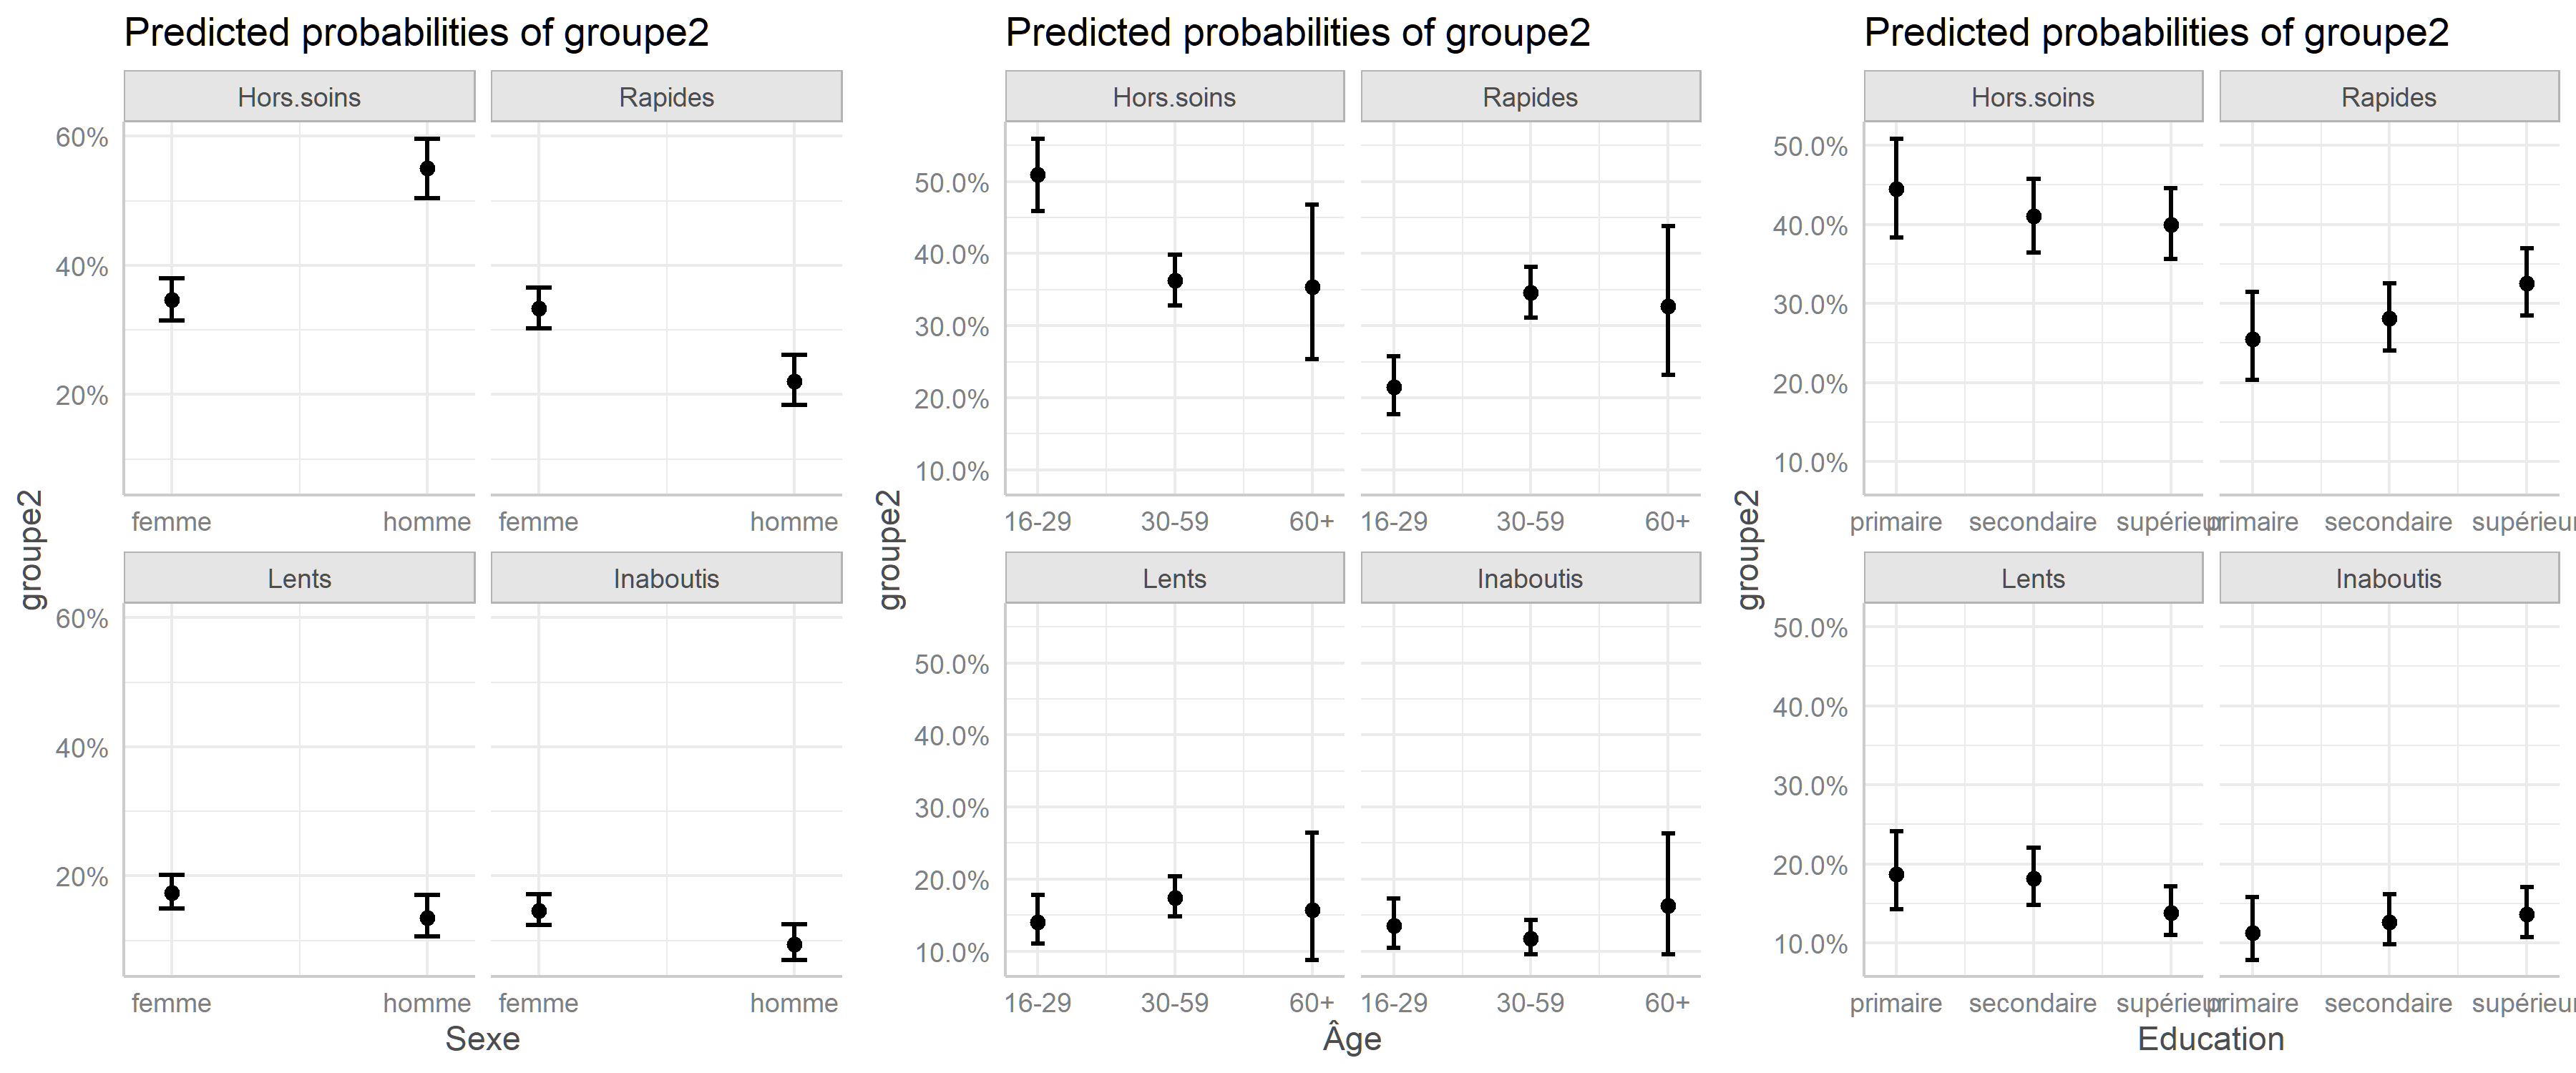 Predicted probabilities of groupe2
Hors.soins
Rapides
60%
40%
20%
femme
homme
femme
homme
Lents
Inaboutis
60%
40%
20%
femme
homme
femme
homme
groupe2
Sexe
Predicted probabilities of groupe2
Hors.soins
Rapides
50.0%
40.0%
30.0%
20.0%
10.0%
16-29
30-59
60+
16-29
30-59
60+
Lents
Inaboutis
50.0%
40.0%
30.0%
20.0%
10.0%
16-29
30-59
60+
16-29
30-59
60+
groupe2
Âge
Predicted probabilities of groupe2
Hors.soins
Rapides
50.0%
40.0%
30.0%
20.0%
10.0%
primaire
secondaire
supérieur
primaire
secondaire
supérieur
Lents
Inaboutis
50.0%
40.0%
30.0%
20.0%
10.0%
primaire
secondaire
supérieur
primaire
secondaire
supérieur
groupe2
Education